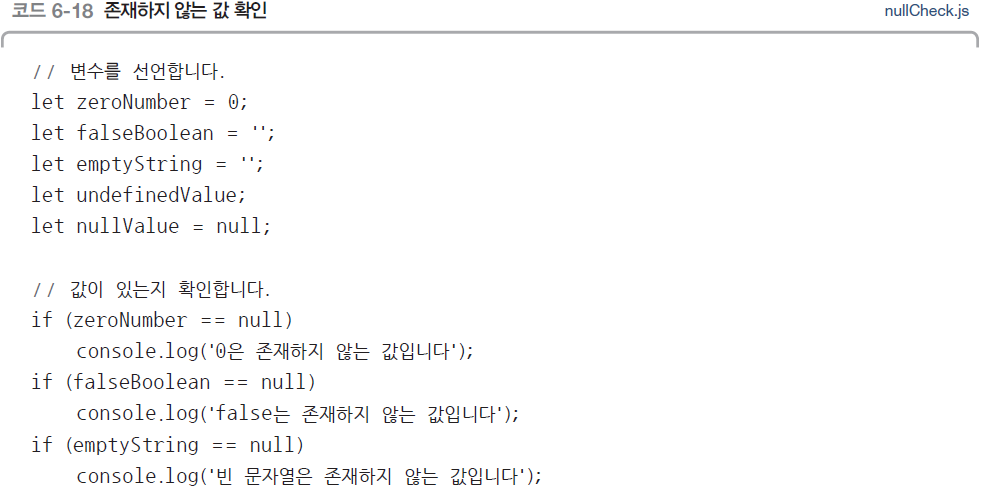 코드 6-18 존재하지 않는 값 확인 nullCheck.js
// 변수를 선언합니다.
let zeroNumber = 0;
let falseBoolean = '';
let emptyString = '';
let undefinedValue;
let nullValue = null;
// 값이 있는지 확인합니다.
if (zeroNumber == null)
console.log('0은 존재하지 않는 값입니다');
if (falseBoolean == null)
console.log('false는 존재하지 않는 값입니다');
if (emptyString == null)
console.log('빈 문자열은 존재하지 않는 값입니다');